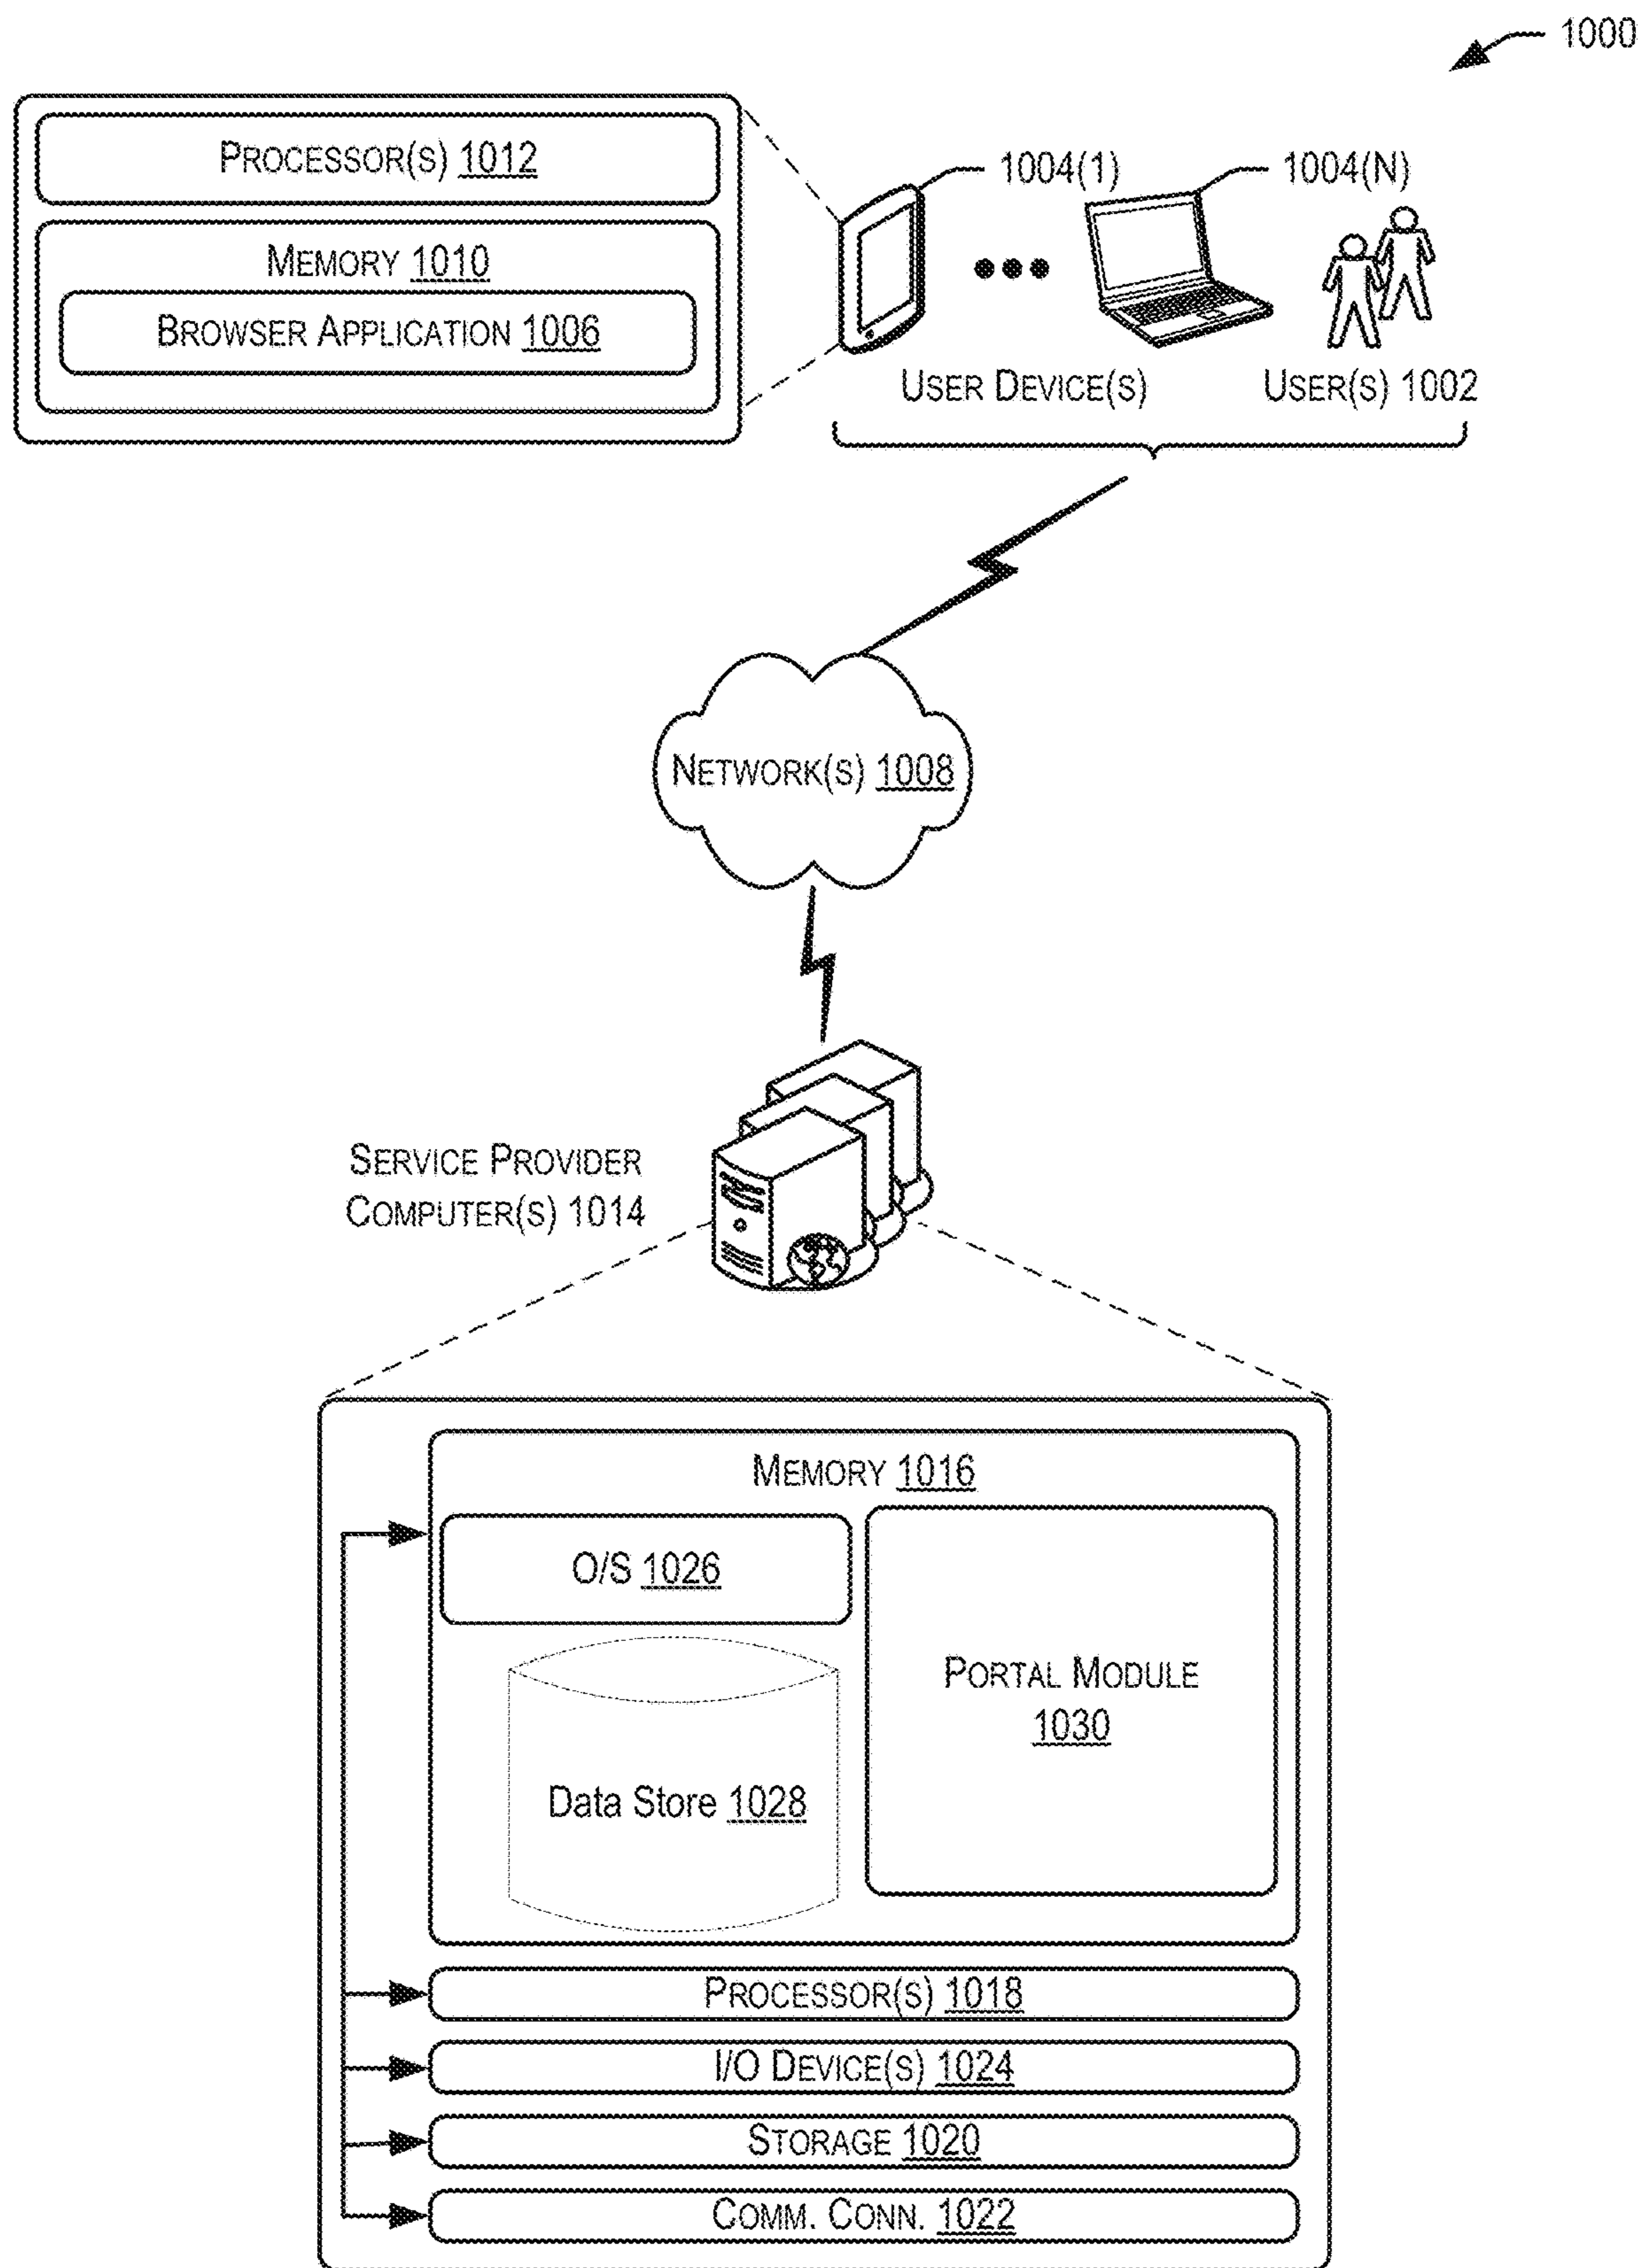 1000
PROCESSOR(S) 1012
MEMORY 1010
BROWSER APPLICATION 1006
1004(1)
1004(N)
USER DEVICE(S)
USER(S) 1002
NETWORK(S) 1008
SERVICE PROVIDER
COMPUTER(S) 1014
MEMORY 1016
O/S 1026
Data Store 1028
PORTAL MODULE
1030
PROCESSOR(S) 1018
I/O DEVICE(S) 1024
STORAGE 1020
COMM. CONN. 1022